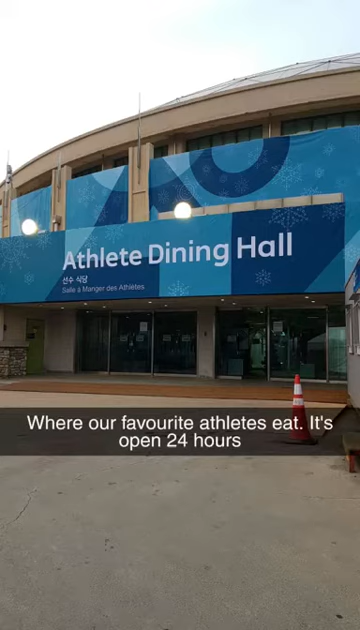 Athlete Dining Hall
선수 식당
Salle à Manger des Athlètes
Where our favourite athletes eat. It's
open 24 hours